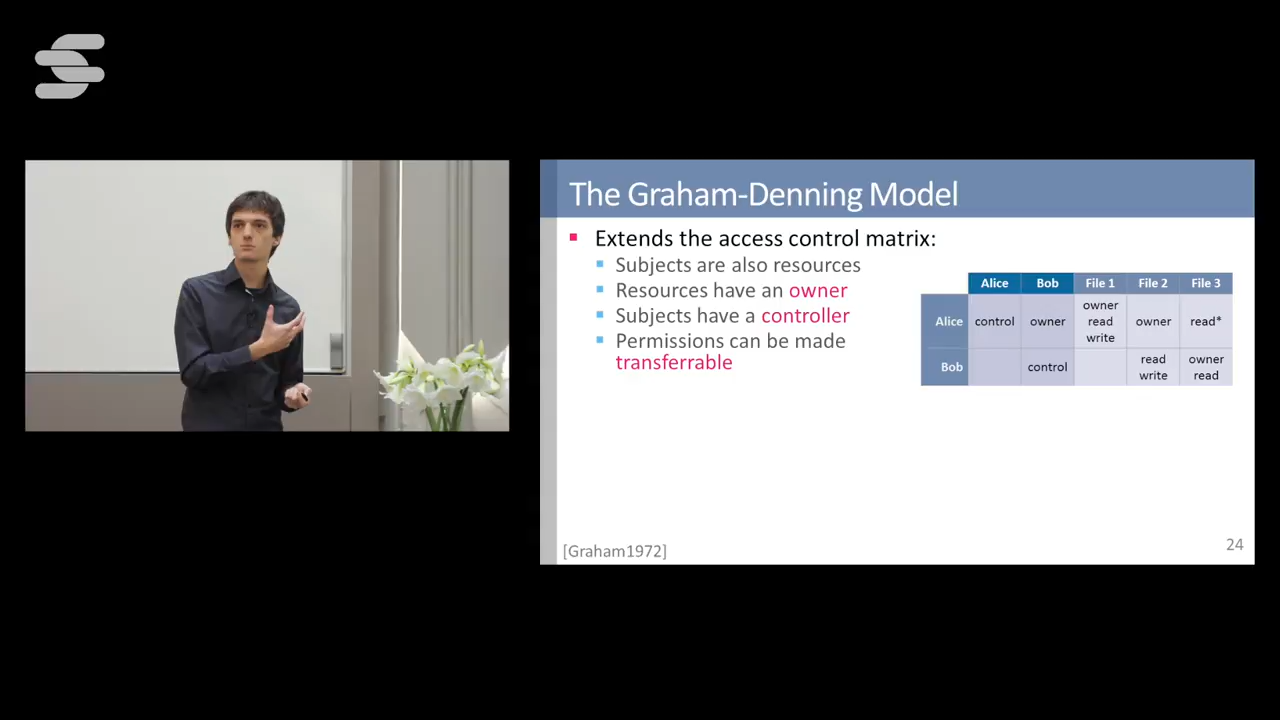 The Graham-Denning Model
Extends the access control matrix:
Subjects are also resources
Resources have an owner
Subjects have a controller
Permissions can be made
transferrable
Alice Bob File 1 File 2 File 3
Alice control owner owner read write owner read*
Bob control read write owner read
[Graham1972]
24